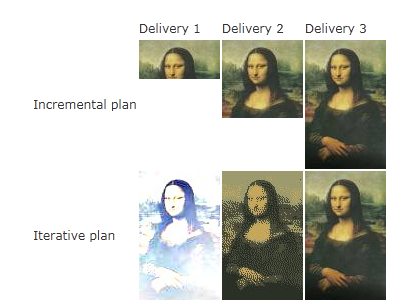 Delivery 1 Delivery 2 Delivery 3
Incremental plan
Iterative plan